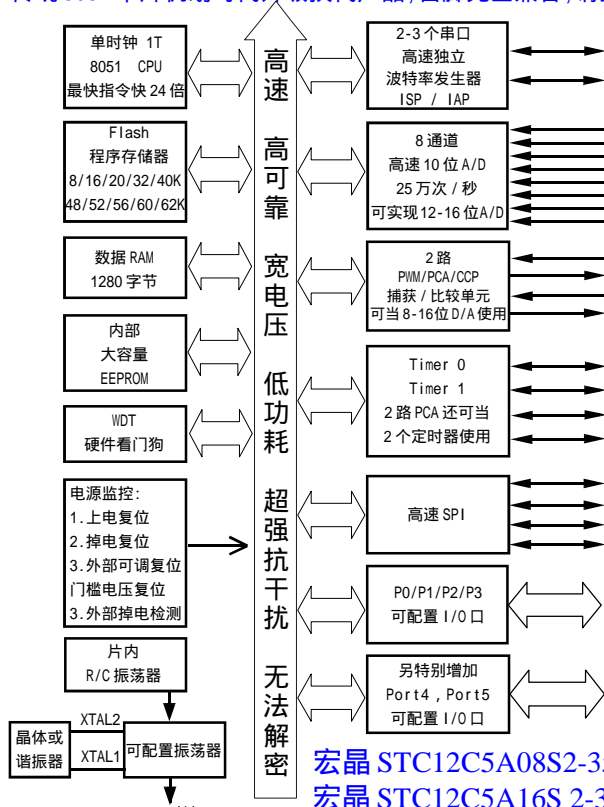 单时钟 1T
8051 CPU
最快指令快 24 倍
Flash
程序存储器
8/16/20/32/40K
48/52/56/60/62K
数据 RAM
1280 字节
内部
大容量
EEPROM
WDT
硬件看门狗
电源监控:
1.上电复位
2.掉电复位
3.外部可调复位
门槛电压复位
3.外部掉电检测
片内
R/C 振荡器
XTAL2
XTAL1
晶体或
谐振器
可配置振荡器
高速
高可靠
宽电压
低功耗
超强抗干扰
无法解密
2-3 个串口
高速独立
波特率发生器
ISP / IAP
8 通道
高速 10 位 A/D
25 万次 / 秒
可实现12-16 位A/D
2 路
PWM/PCA/CCP
捕获 / 比较单元
可当8-16位D/A 使用
Timer 0
Timer 1
2 路 PCA 还可当
2 个定时器使用
高速 SPI
P0/P1/P2/P3
可配置 I/O 口
另特别增加
Port4 , Port5
可配置 I/O 口
宏晶 STC12C5A08S2-35
宏晶 STC12C5A16S 2-3